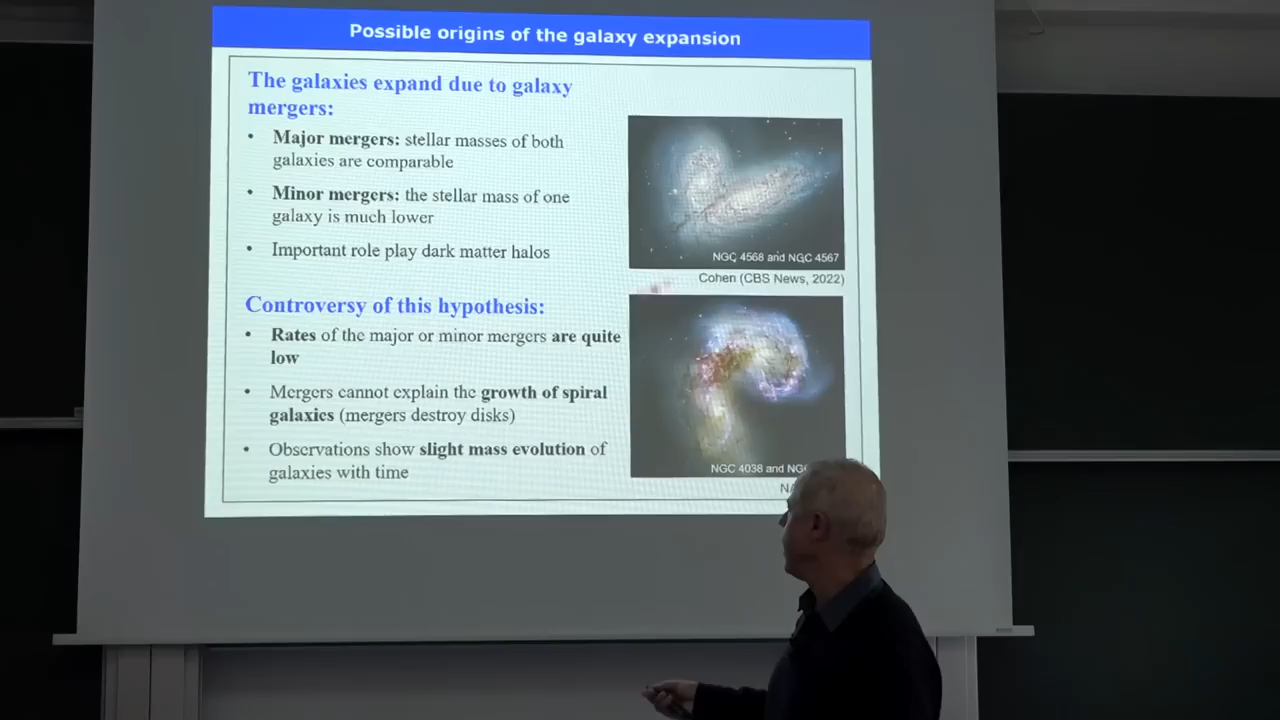 Possible origins of the galaxy expansion
The galaxies expand due to galaxy
mergers:
• Major mergers: stellar masses of both
galaxies are comparable
• Minor mergers: the stellar mass of one
galaxy is much lower
• Important role play dark matter halos
NGC 4568 and NGC 4567
Cohen (CBS News, 2022)
Controversy of this hypothesis:
• Rates of the major or minor mergers are quite
low
• Mergers cannot explain the growth of spiral
galaxies (mergers destroy disks)
• Observations show slight mass evolution of
galaxies with time
NGC 4038 and